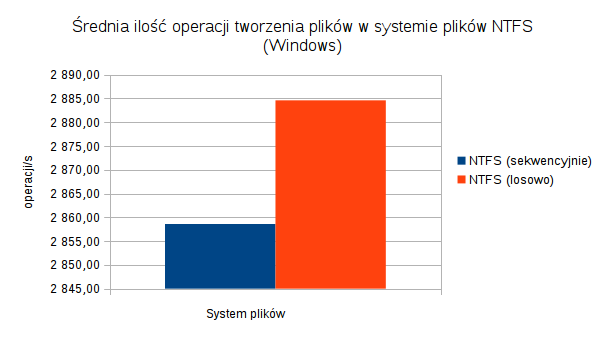 Średnia ilość operacji tworzenia plików w systemie plików NTFS
(Windows)
2 890,00
2 885,00
2 880,00
2 875,00
2 870,00
2 865,00
2 860,00
2 855,00
2 850,00
2 845,00
operacji/s
System plików
NTFS (sekwencyjnie)
NTFS (losowo)